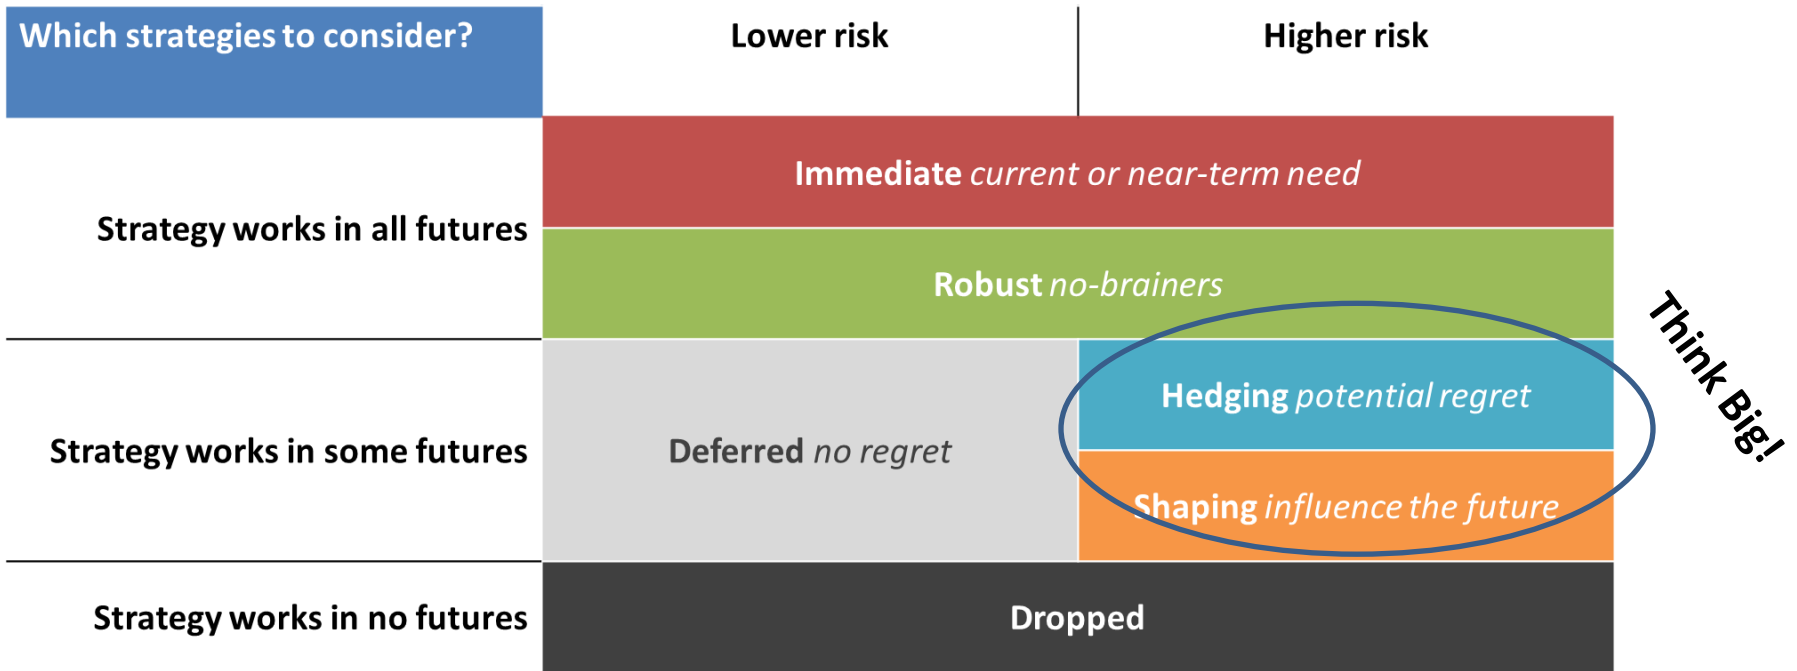 Which strategies to consider?
Lower risk
Higher risk
Strategy works in all futures
Immediate current or near-term need
Robust no-brainers
Strategy works in some futures
Deferred no regret
Hedging potential regret
Shaping influence the future
Think Big!
Strategy works in no futures
Dropped